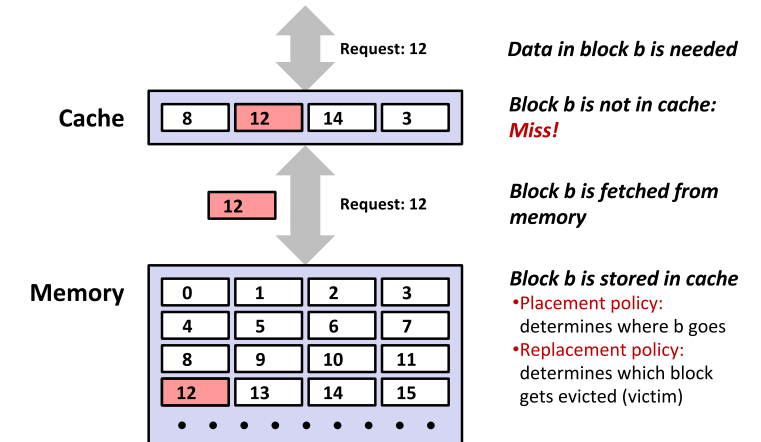 Request: 12
Data in block b is needed
Cache
8 12 14 3
Block b is not in cache:
Miss!
12
Request: 12
Block b is fetched from
memory
Memory
0 1 2 3
4 5 6 7
8 9 10 11
12 13 14 15
Block b is stored in cache
•Placement policy:
determines where b goes
•Replacement policy:
determines which block
gets evicted (victim)